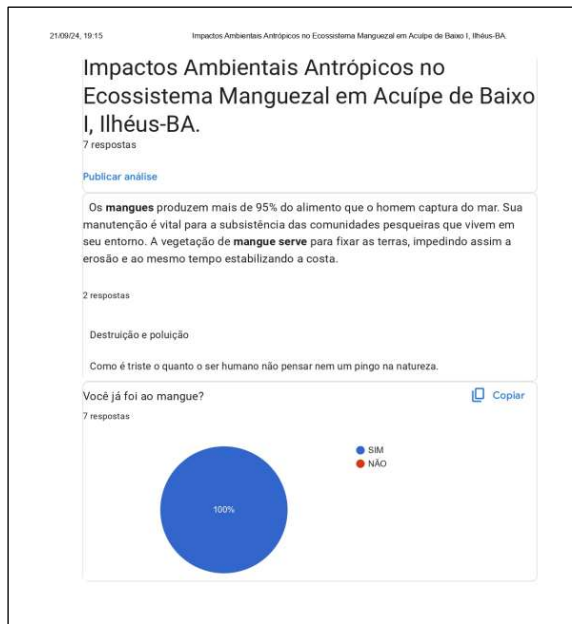 21/09/24, 19:15 Impactos Ambientais Antrópicos no Ecossistema Manguezal em Acuípe de Baixo I, Ilhéus-BA.
Impactos Ambientais Antrópicos no
Ecossistema Manguezal em Acuípe de Baixo
I, Ilhéus-BA.
7 respostas
Publicar análise
Os mangues produzem mais de 95% do alimento que o homem captura do mar. Sua
manutenção é vital para a subsistência das comunidades pesqueiras que vivem em
seu entorno. A vegetação de mangue serve para fixar as terras, impedindo assim a
erosão e ao mesmo tempo estabilizando a costa.
2 respostas
Destruição e poluição
Como é triste o quanto o ser humano não pensar nem um pingo na natureza.
Você já foi ao mangue?
Copiar
7 respostas
SIM
NÃO
100%